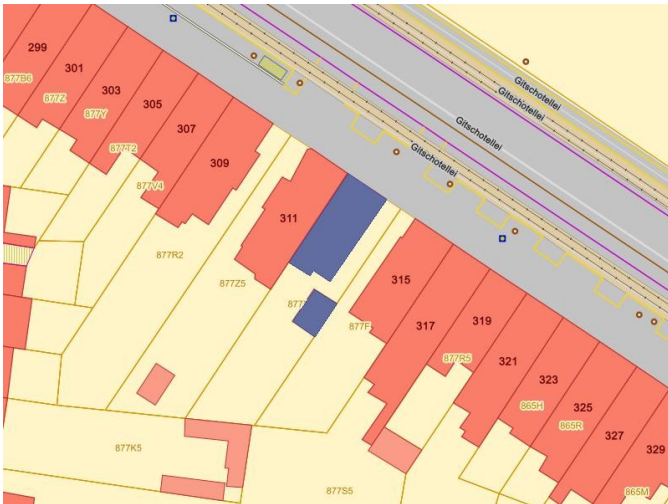 299
301
303
305
307
309
311
315
317
319
321
323
325
327
329
877B6
877Z
877Y
877T2
877V4
877R2
877Z5
877K5
877S5
877F
877R5
865H
865R
865M
Gitschotellei
Gitschotellei
Gitschotellei
Gitschotellei